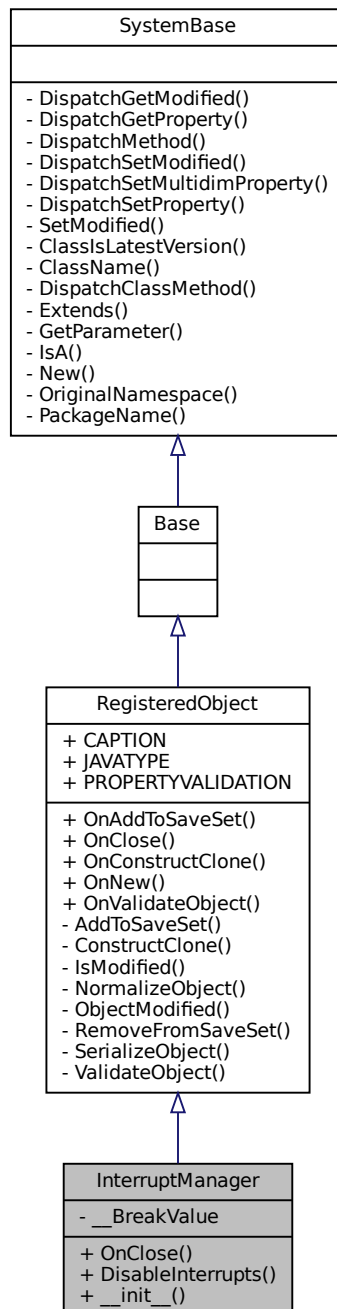 SystemBase
- DispatchGetModified()
- DispatchGetProperty()
- DispatchMethod()
- DispatchSetModified()
- DispatchSetMultidimProperty()
- DispatchSetProperty()
- SetModified()
- ClassIsLatestVersion()
- ClassName()
- DispatchClassMethod()
- Extends()
- GetParameter()
- IsA()
- New()
- OriginalNamespace()
- PackageName()
Base
RegisteredObject
+ CAPTION
+ JAVATYPE
+ PROPERTYVALIDATION
+ OnAddToSaveSet()
+ OnClose()
+ OnConstructClone()
+ OnNew()
+ OnValidateObject()
- AddToSaveSet()
- ConstructClone()
- IsModified()
- NormalizeObject()
- ObjectModified()
- RemoveFromSaveSet()
- SerializeObject()
- ValidateObject()
InterruptManager
- __BreakValue
+ OnClose()
+ DisableInterrupts()
+ __init__()